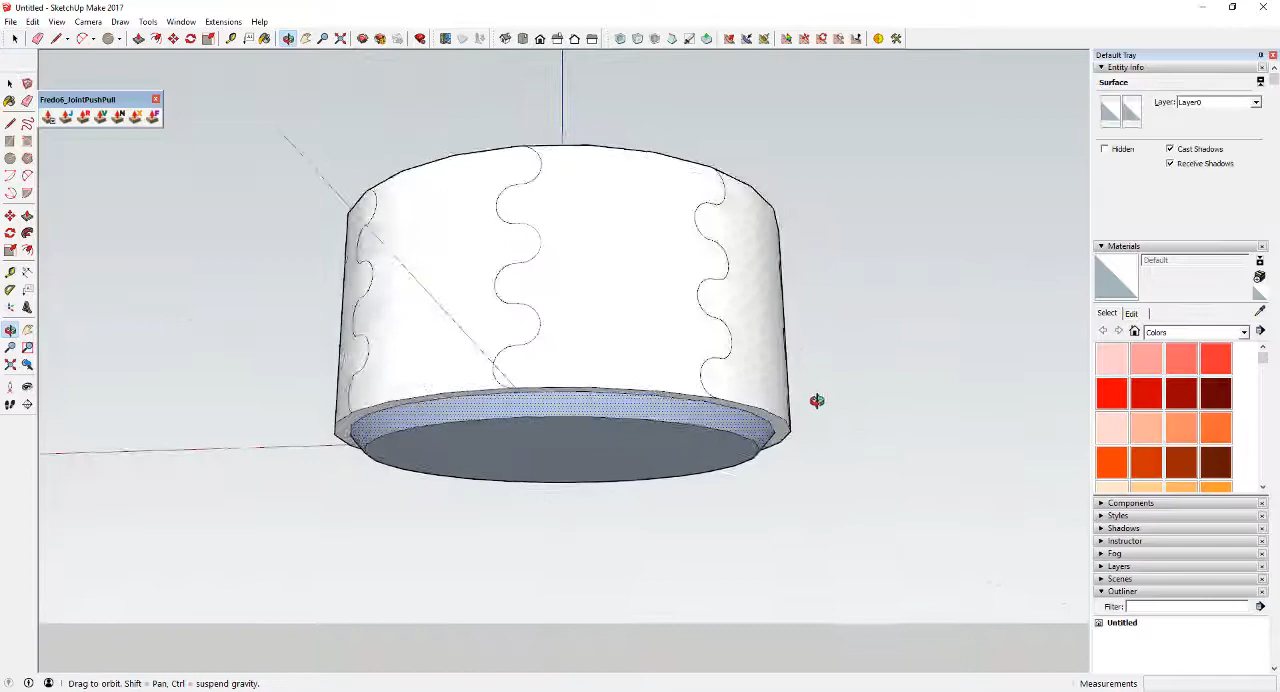 Untitled - SketchUp Make 2017
File Edit View Camera Draw Tools Window Extensions Help
Default Tray
Fredo6_JointPushPull
Entity Info
Surface
Layer: Layer0
Hidden
Cast Shadows
Receive Shadows
Materials
Default
Select Edit
Colors
Components
Styles
Shadows
Instructor
Fog
Layers
Scenes
Outliner
Filter:
Untitled
Drag to orbit. Shift = Pan, Ctrl = suspend gravity.
Measurements